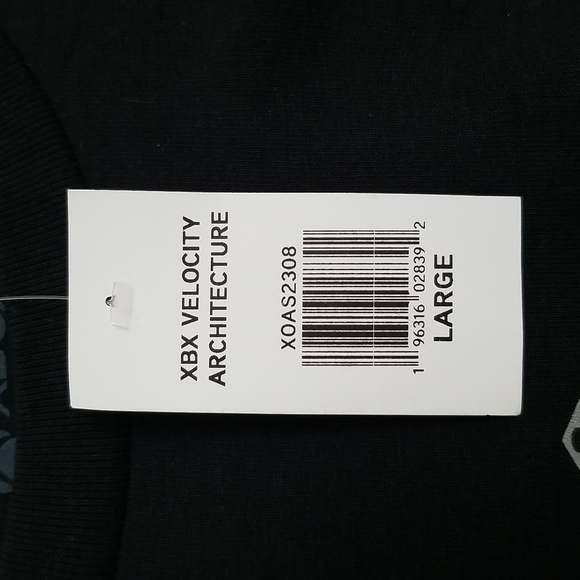 XBX VELOCITY
ARCHITECTURE
XOAS2308
1 96316 02839 2
LARGE